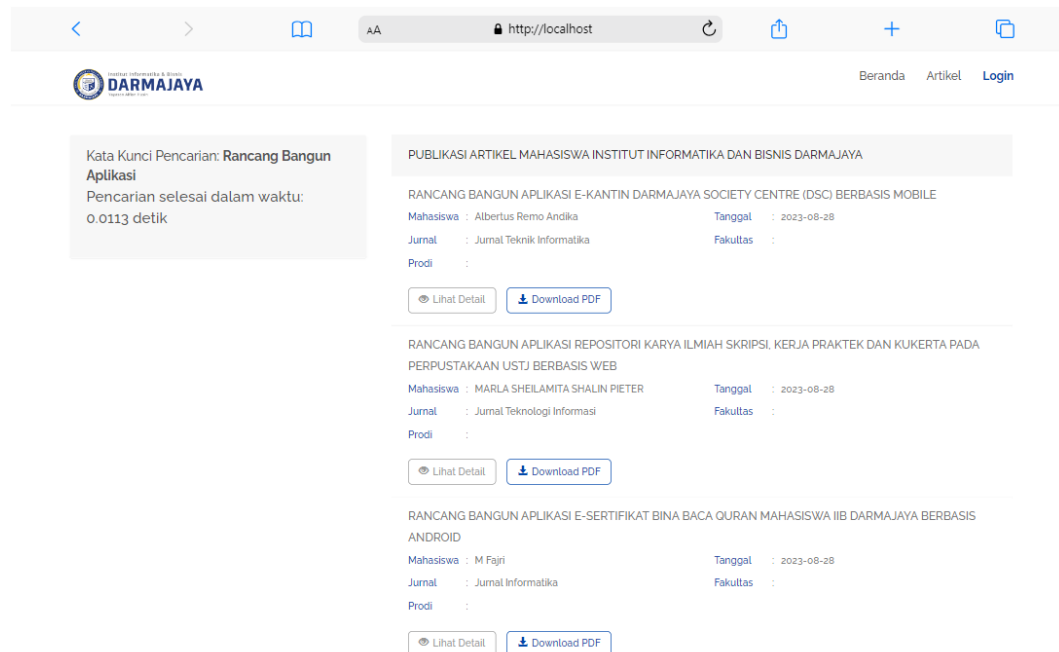 AA http://localhost
Institut Informatika & Bisnis
DARMAJAYA
Beranda Artikel Login
Kata Kunci Pencarian: Rancang Bangun
Aplikasi
Pencarian selesai dalam waktu:
0.0113 detik
PUBLIKASI ARTIKEL MAHASISWA INSTITUT INFORMATIKA DAN BISNIS DARMAJAYA
RANCANG BANGUN APLIKASI E-KANTIN DARMAJAYA SOCIETY CENTRE (DSC) BERBASIS MOBILE
Mahasiswa : Albertus Remo Andika Tanggal : 2023-08-28
Jurnal : Jurnal Teknik Informatika Fakultas :
Prodi :
Lihat Detail Download PDF
RANCANG BANGUN APLIKASI REPOSITORI KARYA ILMIAH SKRIPSI, KERJA PRAKTEK DAN KUKERTA PADA
PERPUSTAKAAN USTJ BERBASIS WEB
Mahasiswa : MARLA SHEILAMITA SHALIN PIETER Tanggal : 2023-08-28
Jurnal : Jurnal Teknologi Informasi Fakultas :
Prodi :
Lihat Detail Download PDF
RANCANG BANGUN APLIKASI E-SERTIFIKAT BINA BACA QURAN MAHASISWA IIB DARMAJAYA BERBASIS
ANDROID
Mahasiswa : M Fajri Tanggal : 2023-08-28
Jurnal : Jurnal Informatika Fakultas :
Prodi :
Lihat Detail Download PDF